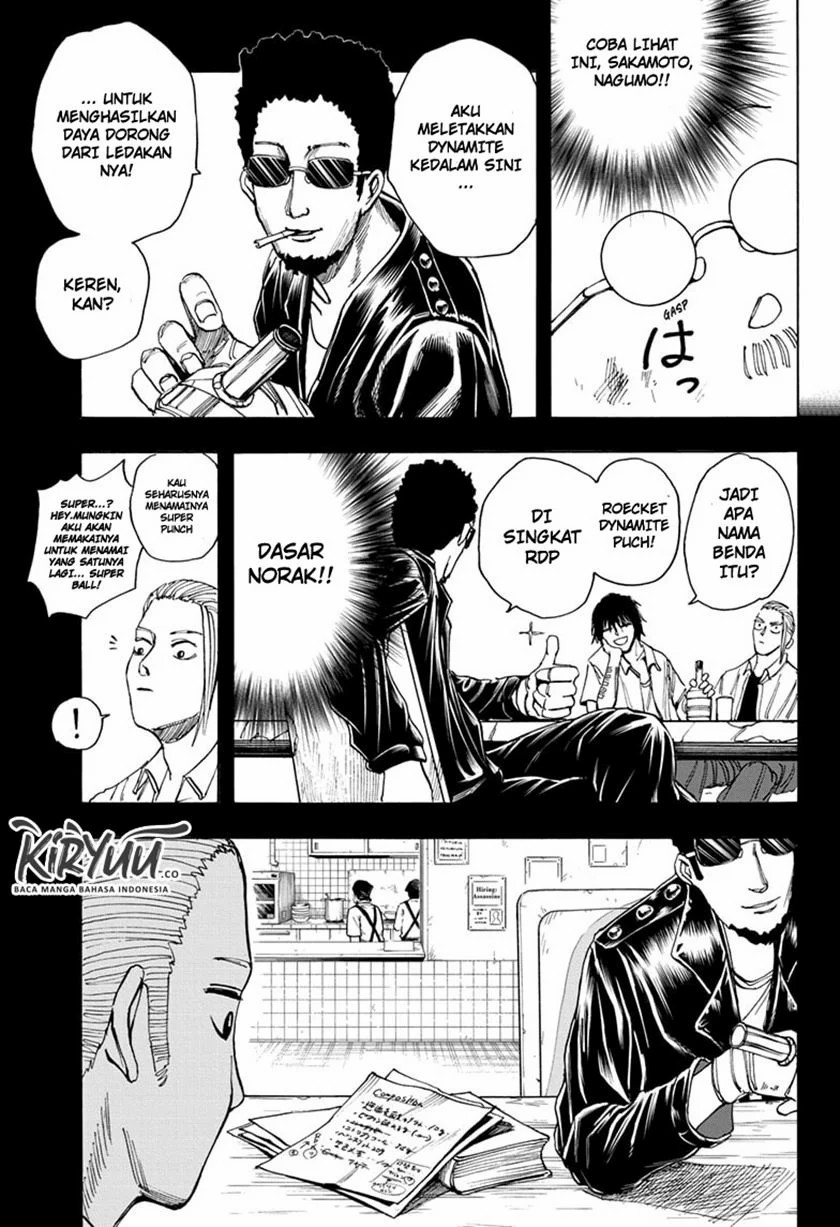 COBA LIHAT
INI, SAKAMOTO,
NAGUMO!!
GASP
はっ
AKU
MELETAKKAN
DYNAMITE
KEDALAM SINI
...
... UNTUK
MENGHASILKAN
DAYA DORONG
DARI LEDAKAN
NYA!
KEREN,
KAN?
JADI
APA
NAMA
BENDA
ITU?
ROECKET
DYNAMITE
PUCH!
DI
SINGKAT
RDP
DASAR
NORAK!!
KAU
SEHARUSNYA
MENAMAINYA
SUPER
PUNCH
SUPER...?
HEY.MUNGKIN
AKU AKAN
MEMAKAINYA
UNTUK MENAMAI
YANG SATUNYA
LAGI... SUPER
BALL!
!
KIRYUU.CO
BACA MANGA BAHASA INDONESIA
Hiring:
Assassins
Composition